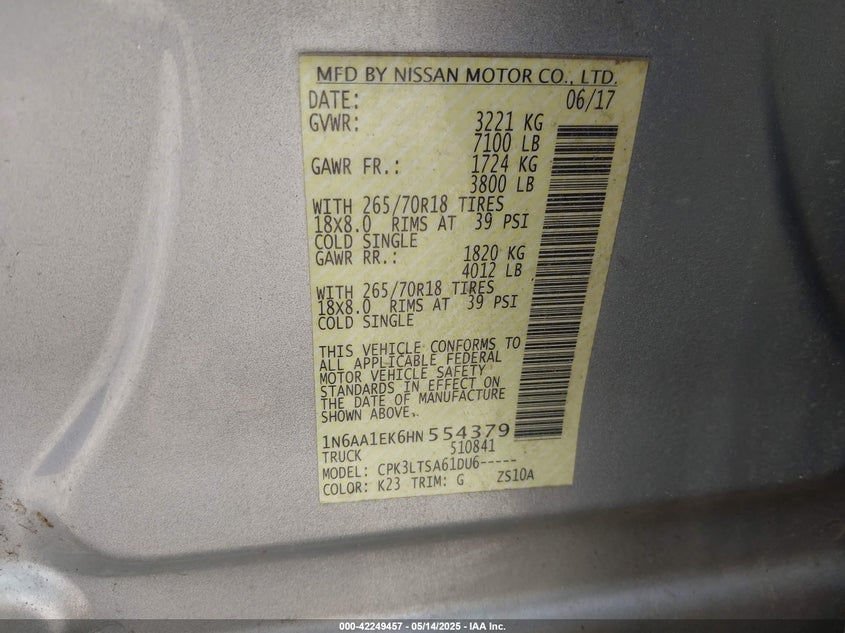 MFD BY NISSAN MOTOR CO., LTD.
DATE: 06/17
GVWR: 3221 KG
7100 LB
GAWR FR.: 1724 KG
3800 LB
WITH 265/70R18 TIRES
18X8.0 RIMS AT 39 PSI
COLD SINGLE
GAWR RR.: 1820 KG
4012 LB
WITH 265/70R18 TIRES
18X8.0 RIMS AT 39 PSI
COLD SINGLE
THIS VEHICLE CONFORMS TO
ALL APPLICABLE FEDERAL
MOTOR VEHICLE SAFETY
STANDARDS IN EFFECT ON
THE DATE OF MANUFACTURE
SHOWN ABOVE.
1N6AA1EK6HN554379
TRUCK 510841
MODEL: CPK3LTSA61DU6-----
COLOR: K23 TRIM: G ZS10A
000-42249457 - 05/14/2025 - IAA Inc.